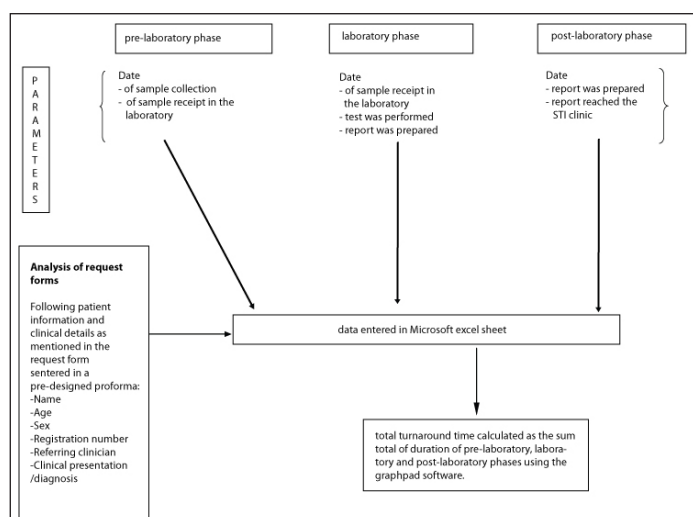 pre-laboratory phase
laboratory phase
post-laboratory phase
PARAMETERS
Date
- of sample collection
- of sample receipt in the
laboratory
Date
- of sample receipt in
the laboratory
- test was performed
- report was prepared
Date
- report was prepared
- report reached the
STI clinic
Analysis of request
forms
Following patient
information and
clinical details as
mentioned in the
request form
sentered in a
pre-designed proforma:
-Name
-Age
-Sex
-Registration number
-Referring clinician
-Clinical presentation
/diagnosis
data entered in Microsoft excel sheet
total turnaround time calculated as the sum
total of duration of pre-laboratory, labora-
tory and post-laboratory phases using the
graphpad software.